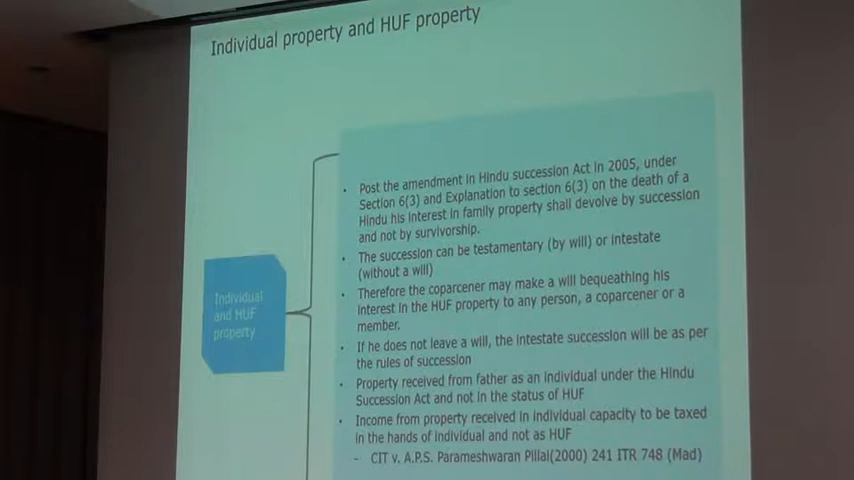 Individual property and HUF property
Individual
and HUF
property
• Post the amendment in Hindu succession Act in 2005, under
Section 6(3) and Explanation to section 6(3) on the death of a
Hindu his interest in family property shall devolve by succession
and not by survivorship.
• The succession can be testamentary (by will) or intestate
(without a will)
• Therefore the coparcener may make a will bequeathing his
interest in the HUF property to any person, a coparcener or a
member.
• If he does not leave a will, the intestate succession will be as per
the rules of succession
• Property received from father as an individual under the Hindu
Succession Act and not in the status of HUF
• Income from property received in individual capacity to be taxed
in the hands of individual and not as HUF
- CIT v. A.P.S. Parameshwaran Pillai(2000) 241 ITR 748 (Mad)